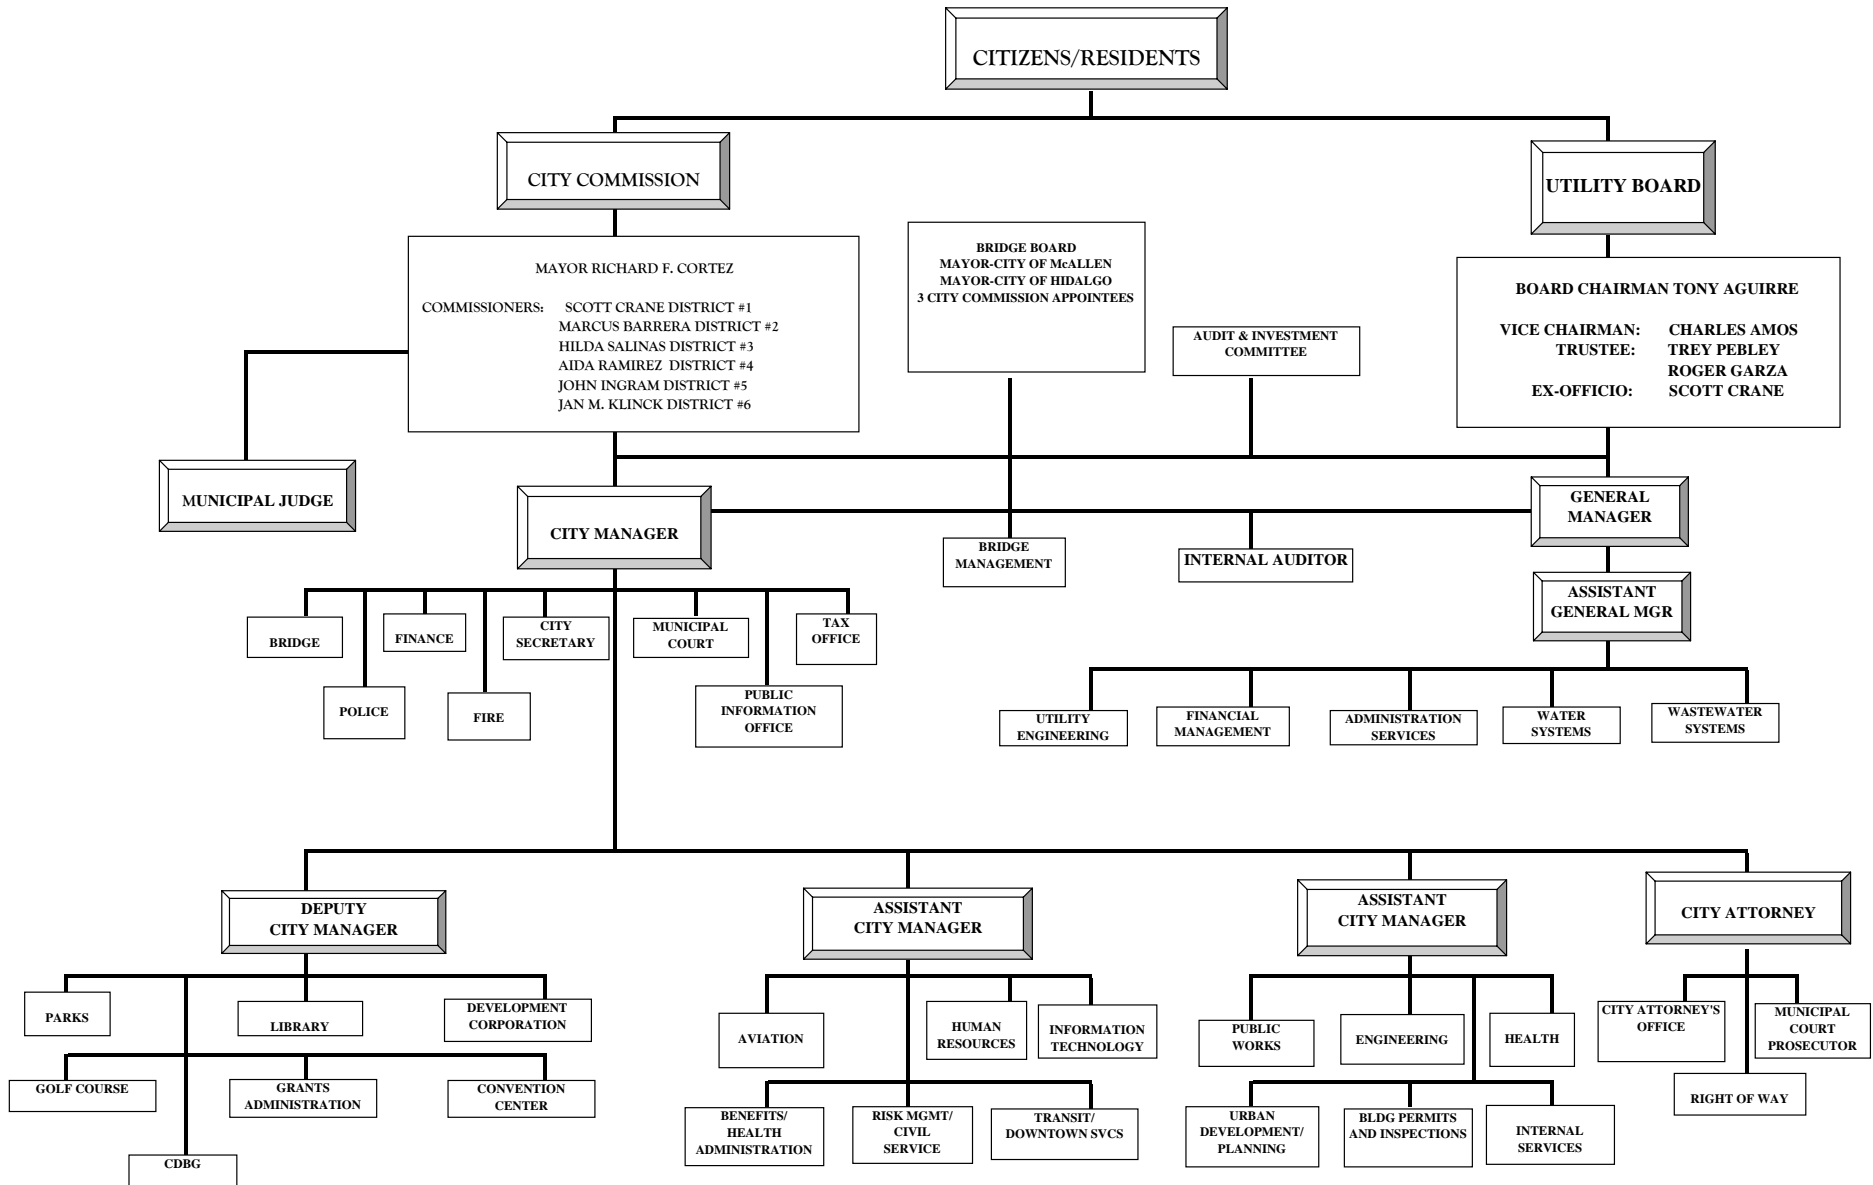 CITIZENS/RESIDENTS
CITY COMMISSION
UTILITY BOARD
MAYOR RICHARD F. CORTEZ
COMMISSIONERS: SCOTT CRANE DISTRICT #1
MARCUS BARRERA DISTRICT #2
HILDA SALINAS DISTRICT #3
AIDA RAMIREZ DISTRICT #4
JOHN INGRAM DISTRICT #5
JAN M. KLINCK DISTRICT #6
BRIDGE BOARD
MAYOR-CITY OF McALLEN
MAYOR-CITY OF HIDALGO
3 CITY COMMISSION APPOINTEES
AUDIT & INVESTMENT
COMMITTEE
BOARD CHAIRMAN TONY AGUIRRE
VICE CHAIRMAN: CHARLES AMOS
TRUSTEE: TREY PEBLEY
ROGER GARZA
EX-OFFICIO: SCOTT CRANE
MUNICIPAL JUDGE
CITY MANAGER
BRIDGE
MANAGEMENT
INTERNAL AUDITOR
GENERAL
MANAGER
ASSISTANT
GENERAL MGR
BRIDGE
FINANCE
CITY
SECRETARY
MUNICIPAL
COURT
TAX
OFFICE
POLICE
FIRE
PUBLIC
INFORMATION
OFFICE
UTILITY
ENGINEERING
FINANCIAL
MANAGEMENT
ADMINISTRATION
SERVICES
WATER
SYSTEMS
WASTEWATER
SYSTEMS
DEPUTY
CITY MANAGER
ASSISTANT
CITY MANAGER
ASSISTANT
CITY MANAGER
CITY ATTORNEY
PARKS
LIBRARY
DEVELOPMENT
CORPORATION
GOLF COURSE
GRANTS
ADMINISTRATION
CONVENTION
CENTER
CDBG
AVIATION
HUMAN
RESOURCES
INFORMATION
TECHNOLOGY
BENEFITS/
HEALTH
ADMINISTRATION
RISK MGMT/
CIVIL
SERVICE
TRANSIT/
DOWNTOWN SVCS
PUBLIC
WORKS
ENGINEERING
HEALTH
URBAN
DEVELOPMENT/
PLANNING
BLDG PERMITS
AND INSPECTIONS
INTERNAL
SERVICES
CITY ATTORNEY'S
OFFICE
MUNICIPAL
COURT
PROSECUTOR
RIGHT OF WAY